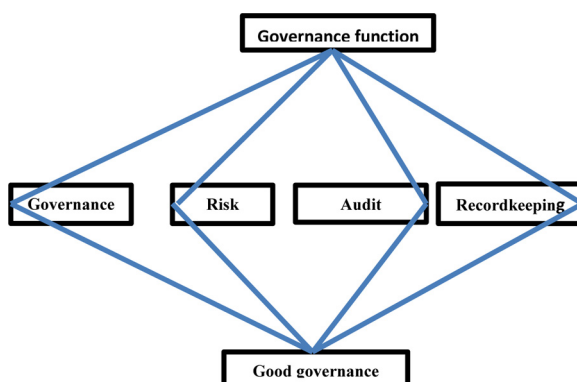 Governance function
Governance
Risk
Audit
Recordkeeping
Good governance